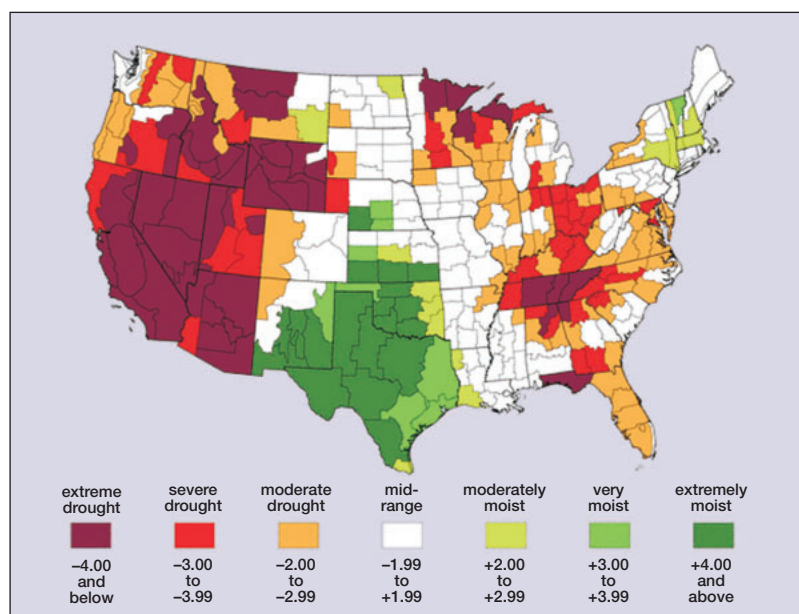 extreme drought
severe drought
moderate drought
mid-range
moderately moist
very moist
extremely moist
−4.00 and below
−3.00 to −3.99
−2.00 to −2.99
−1.99 to +1.99
+2.00 to +2.99
+3.00 to +3.99
+4.00 and above